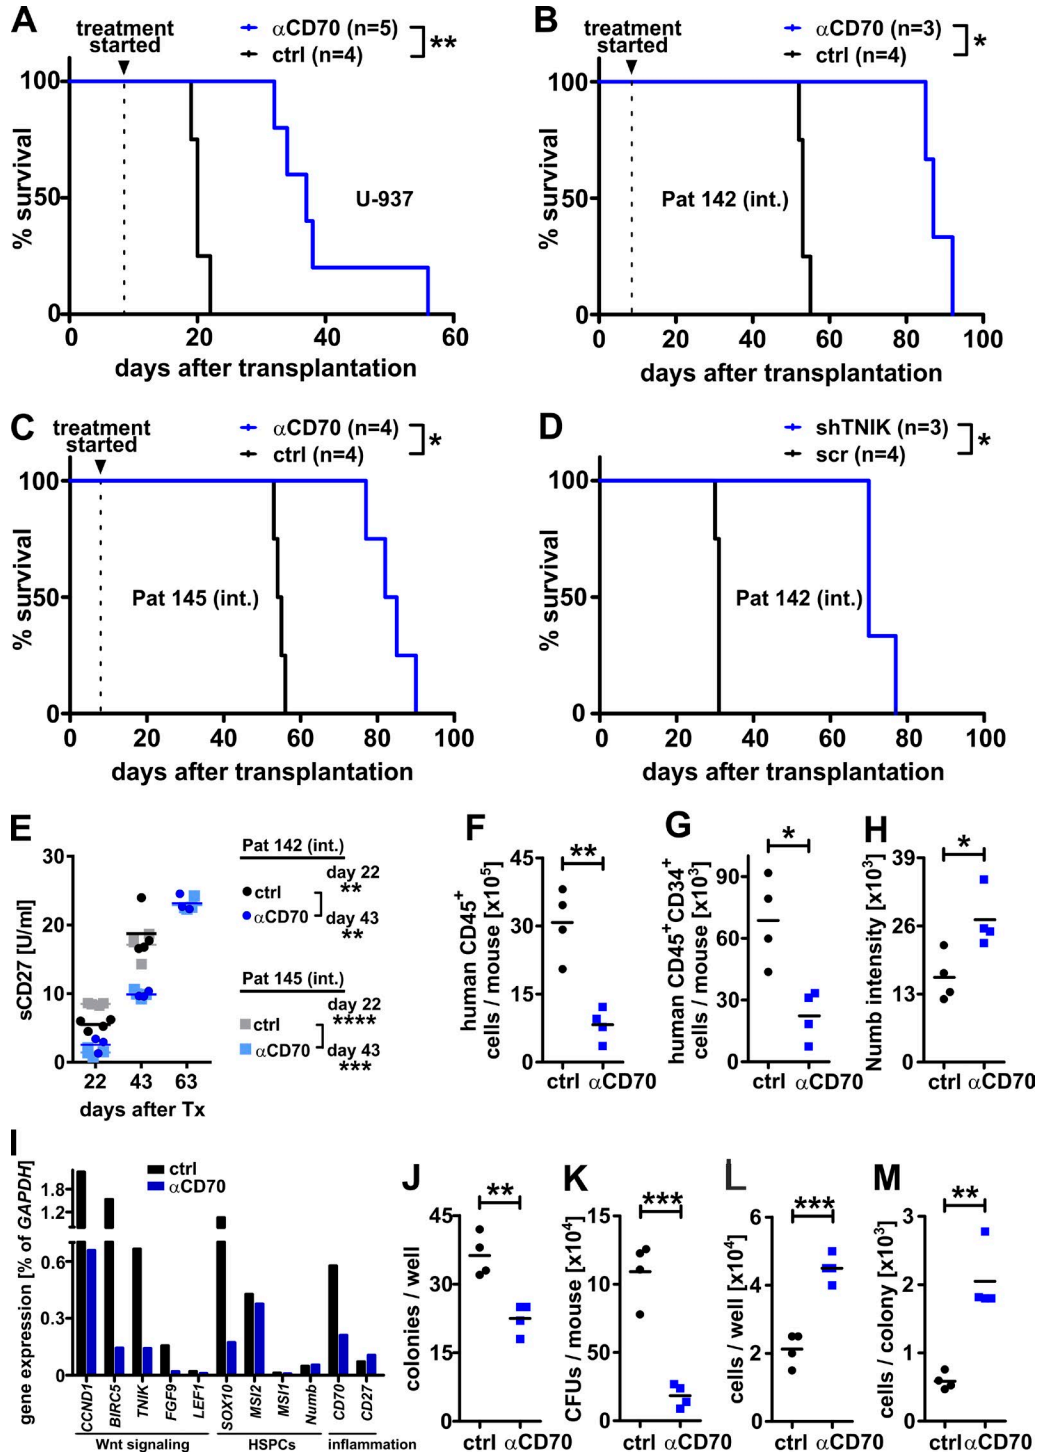 A
treatment
started
αCD70 (n=5)
ctrl (n=4)
**
% survival
100
50
0
U-937
0 20 40 60
days after transplantation
B
treatment
started
αCD70 (n=3)
ctrl (n=4)
*
% survival
100
50
0
Pat 142 (int.)
0 20 40 60 80 100
days after transplantation
C
treatment
started
αCD70 (n=4)
ctrl (n=4)
*
% survival
100
50
0
Pat 145 (int.)
0 20 40 60 80 100
days after transplantation
D
shTNIK (n=3)
scr (n=4)
*
% survival
100
50
0
Pat 142 (int.)
0 20 40 60 80 100
days after transplantation
E
sCD27 [U/ml]
30
20
10
0
22 43 63
days after Tx
Pat 142 (int.)
day 22
**
ctrl
αCD70
day 43
**
Pat 145 (int.)
day 22
****
ctrl
αCD70
day 43
***
F
human CD45+
cells / mouse [x10⁵]
45
30
15
0
**
ctrl αCD70
G
human CD45+CD34+
cells / mouse [x10³]
90
60
30
0
*
ctrl αCD70
H
Numb intensity [x10³]
39
26
13
0
*
ctrl αCD70
I
gene expression [% of GAPDH]
ctrl
αCD70
1.8
1.2
0.6
0.3
0
CCND1
BIRC5
TNIK
FGF9
LEF1
SOX10
MSI2
MSI1
Numb
CD70
CD27
Wnt signaling HSPCs inflammation
J
colonies / well
45
30
15
0
**
ctrl αCD70
K
CFUs / mouse [x10⁴]
15
10
50
0
***
ctrl αCD70
L
cells / well [x10⁴]
6
4
2
0
***
ctrl αCD70
M
cells / colony [x10³]
3
2
1
0
**
ctrl αCD70